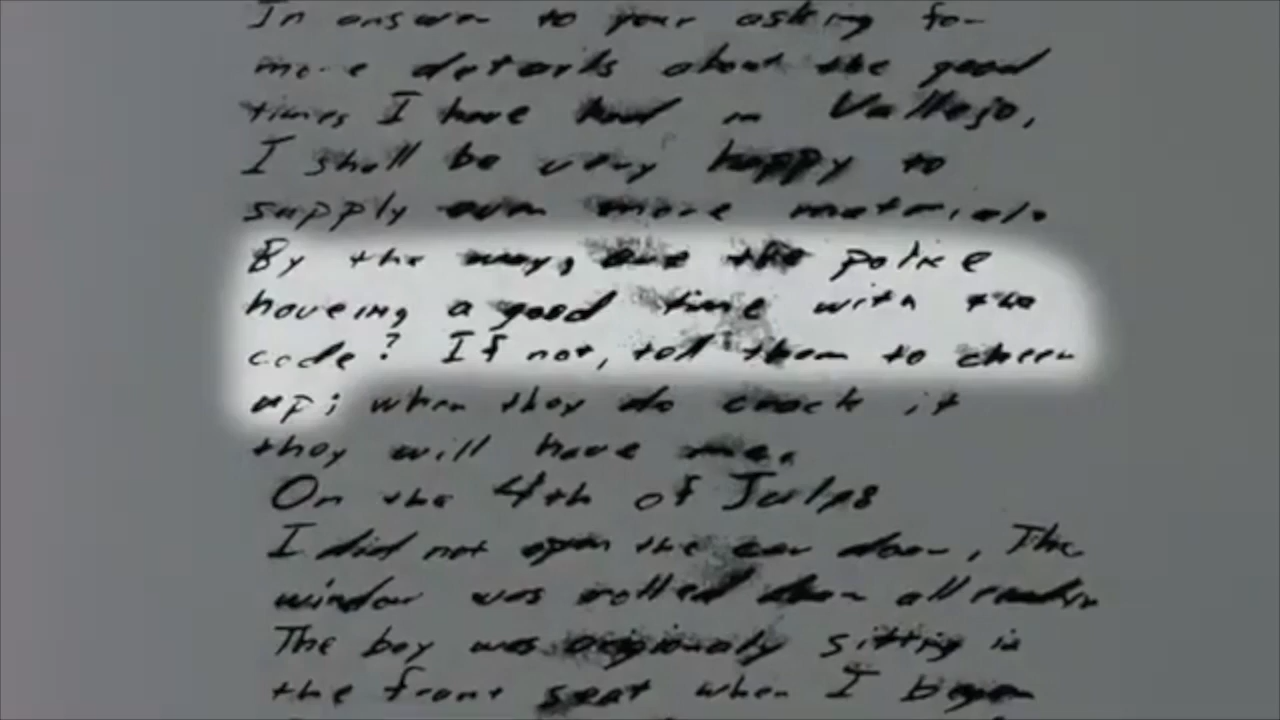 In answer to your asking for
more details about the good
times I have had in Vallejo,
I shall be very happy to
supply even more material.
By the way, are the police
haveing a good time with the
code? If not, tell them to cheer
up; when they do crack it
they will have me.
On the 4th of July:
I did not open the car door, The
window was rolled down all ready.
The boy was origionaly sitting in
the front seat when I began